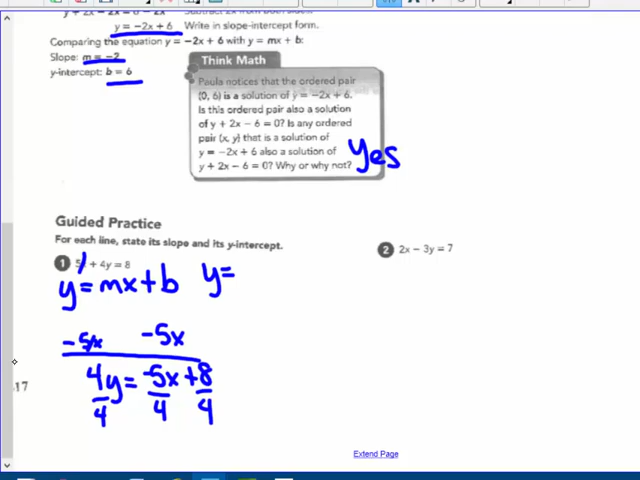 y = −2x + 6 Write in slope-intercept form.
Comparing the equation y = −2x + 6 with y = mx + b:
Slope: m = −2
y-intercept: b = 6
Think Math
Paula notices that the ordered pair
(0, 6) is a solution of y = −2x + 6.
Is this ordered pair also a solution
of y + 2x − 6 = 0? Is any ordered
pair (x, y) that is a solution of
y = −2x + 6 also a solution of
y + 2x − 6 = 0? Why or why not? yes
Guided Practice
For each line, state its slope and its y-intercept.
1 5x + 4y = 8
2 2x − 3y = 7
y = mx + b y =
-5x -5x
4y = -5x + 8
4 4 4
17
Extend Page